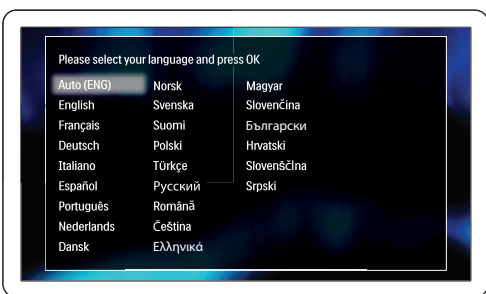 Please select your language and press OK
Auto (ENG)
English
Français
Deutsch
Italiano
Español
Português
Nederlands
Dansk
Norsk
Svenska
Suomi
Polski
Türkçe
Русский
Română
Čeština
Ελληνικά
Magyar
Slovenčina
Български
Hrvatski
SlovenšČIna
Srpski